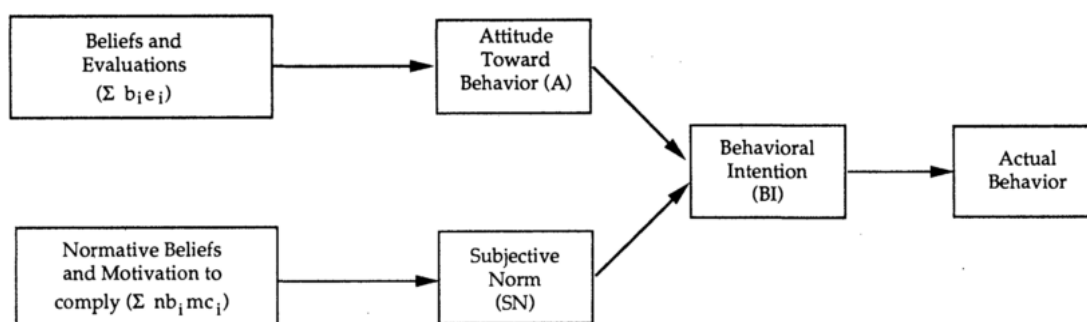 Beliefs and
Evaluations
(Σ b_i e_i)
Attitude
Toward
Behavior (A)
Normative Beliefs
and Motivation to
comply (Σ nb_i mc_i)
Subjective
Norm
(SN)
Behavioral
Intention
(BI)
Actual
Behavior